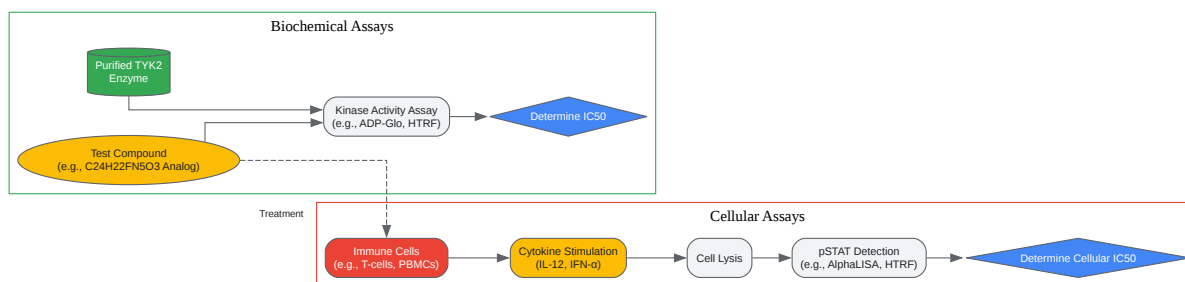 Biochemical Assays
Purified TYK2
Enzyme
Kinase Activity Assay
(e.g., ADP-Glo, HTRF)
Determine IC50
Test Compound
(e.g., C24H22FN5O3 Analog)
Treatment
Cellular Assays
Immune Cells
(e.g., T-cells, PBMCs)
Cytokine Stimulation
(IL-12, IFN-α)
Cell Lysis
pSTAT Detection
(e.g., AlphaLISA, HTRF)
Determine Cellular IC50